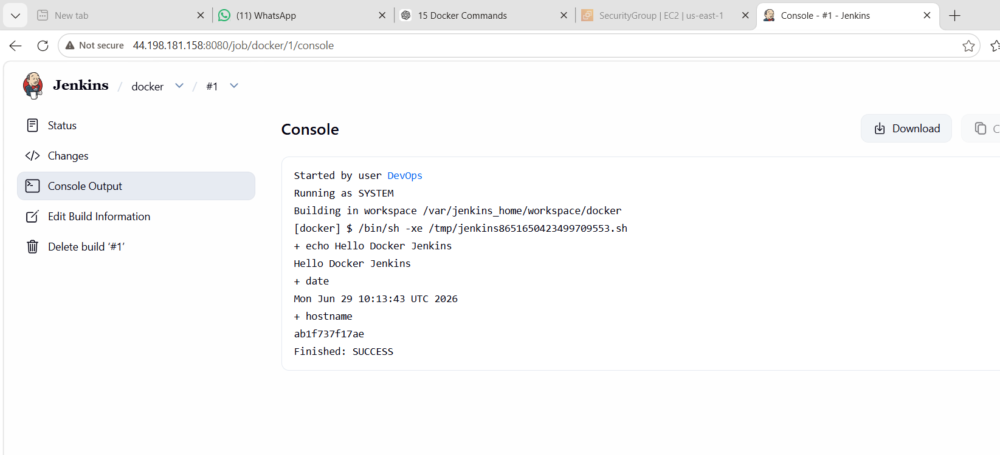 New tab
(11) WhatsApp
15 Docker Commands
SecurityGroup | EC2 | us-east-1
Console - #1 - Jenkins
Not secure 44.198.181.158:8080/job/docker/1/console
Jenkins / docker / #1
Status
Changes
Console Output
Edit Build Information
Delete build ‘#1’
Console
Download
Started by user DevOps
Running as SYSTEM
Building in workspace /var/jenkins_home/workspace/docker
[docker] $ /bin/sh -xe /tmp/jenkins8651650423499709553.sh
+ echo Hello Docker Jenkins
Hello Docker Jenkins
+ date
Mon Jun 29 10:13:43 UTC 2026
+ hostname
ab1f737f17ae
Finished: SUCCESS